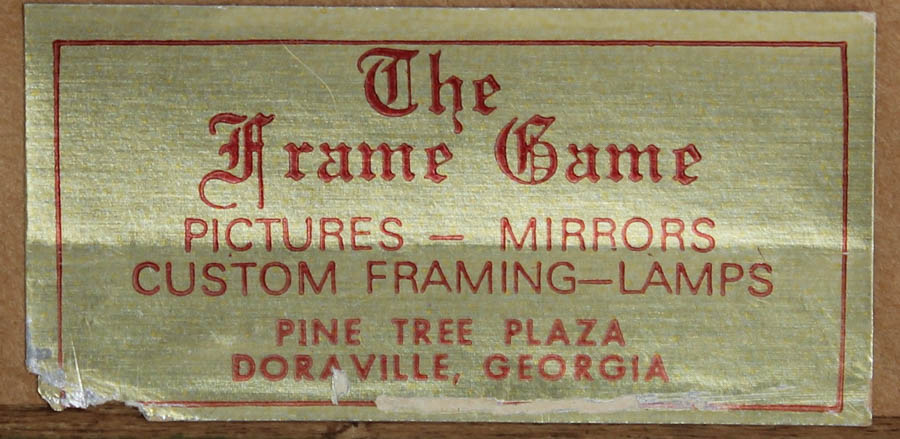 The
Frame Game
PICTURES — MIRRORS
CUSTOM FRAMING—LAMPS
PINE TREE PLAZA
DORAVILLE, GEORGIA